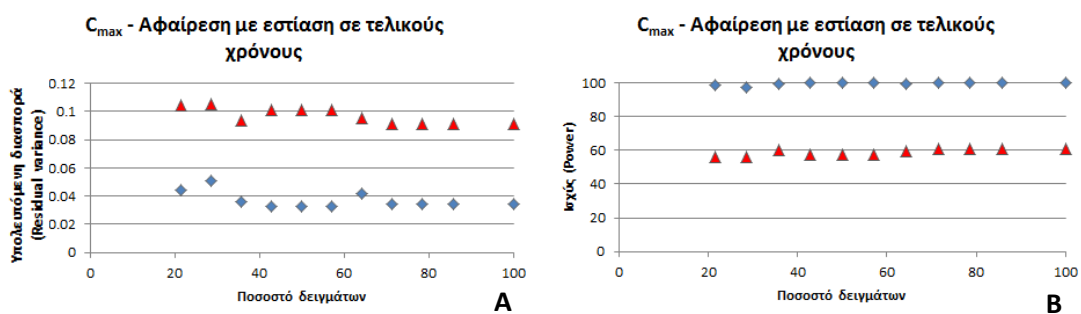 C_max - Αφαίρεση με εστίαση σε τελικούς
χρόνους
Υπολειπόμενη διασπορά
(Residual variance)
0.12
0.1
0.08
0.06
0.04
0.02
0
0 20 40 60 80 100
Ποσοστό δειγμάτων
A
C_max - Αφαίρεση με εστίαση σε τελικούς
χρόνους
Ισχύς (Power)
100
80
60
40
20
0
0 20 40 60 80 100
Ποσοστό δειγμάτων
B